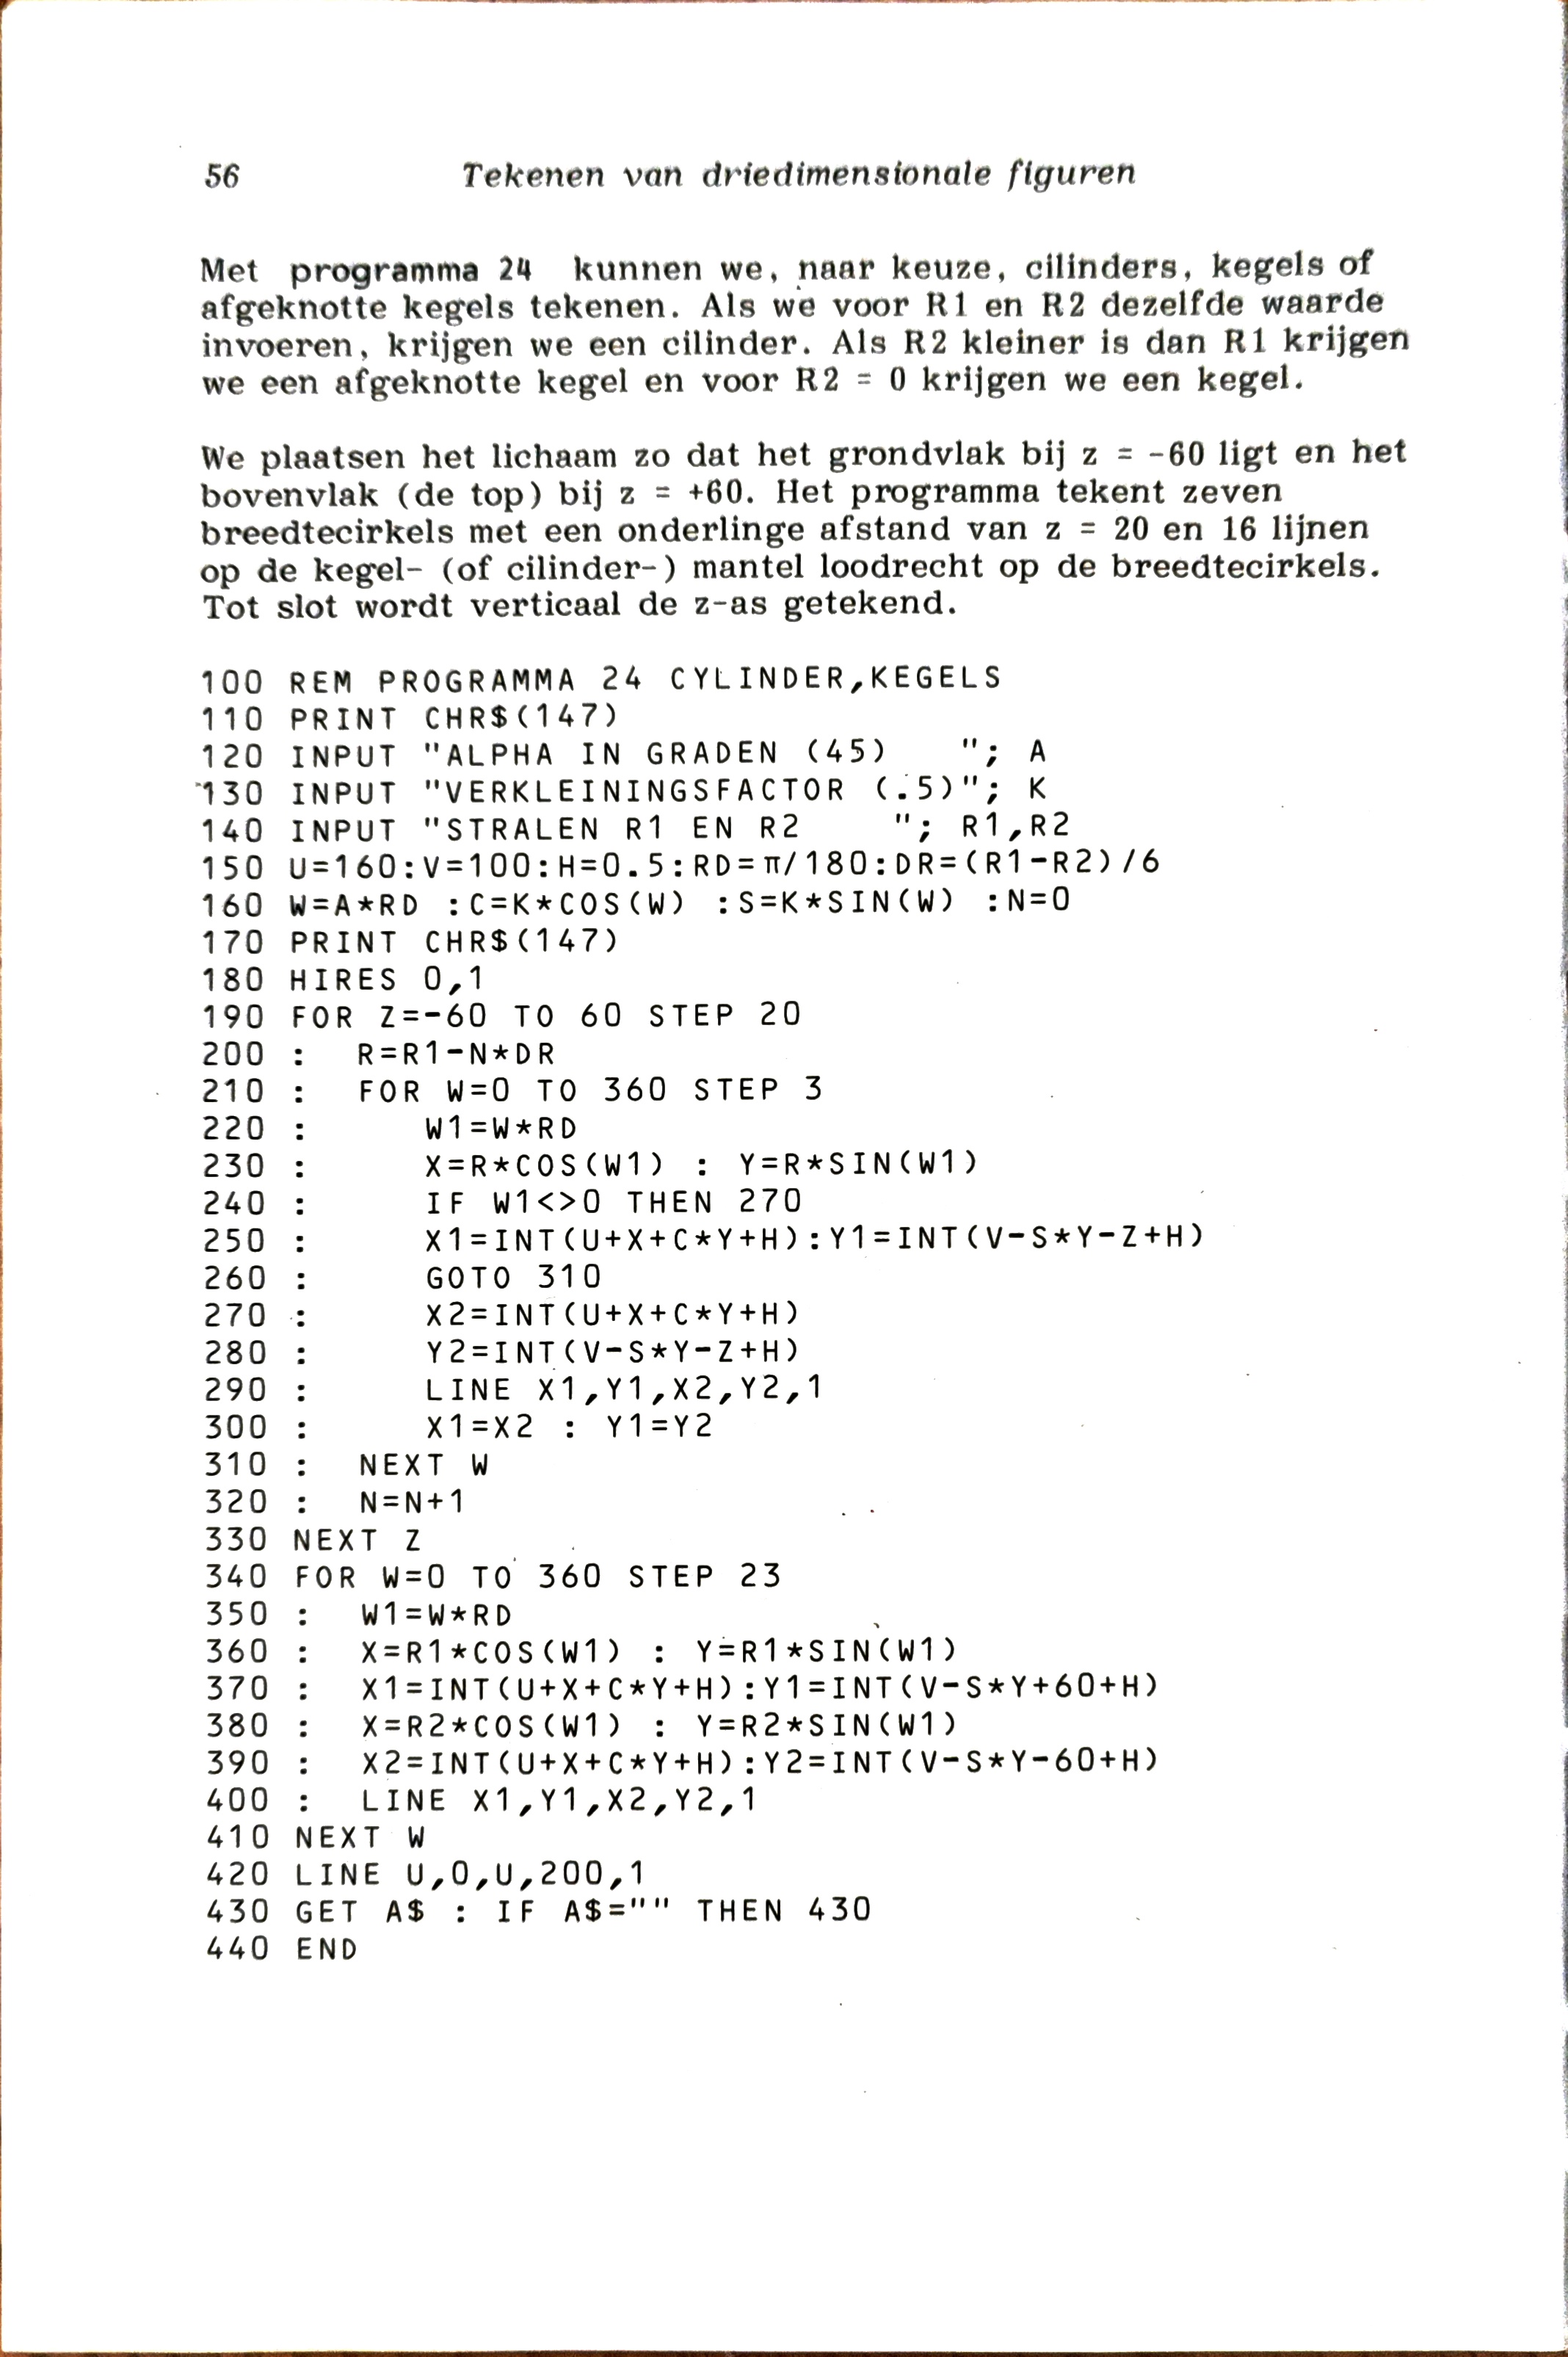 56 Tekenen van driedimensionale figuren
Met programma 24 kunnen we, naar keuze, cilinders, kegels of
afgeknotte kegels tekenen. Als we voor R1 en R2 dezelfde waarde
invoeren, krijgen we een cilinder. Als R2 kleiner is dan R1 krijgen
we een afgeknotte kegel en voor R2 = 0 krijgen we een kegel.
We plaatsen het lichaam zo dat het grondvlak bij z = -60 ligt en het
bovenvlak (de top) bij z = +60. Het programma tekent zeven
breedtecirkels met een onderlinge afstand van z = 20 en 16 lijnen
op de kegel- (of cilinder-) mantel loodrecht op de breedtecirkels.
Tot slot wordt verticaal de z-as getekend.
100 REM PROGRAMMA 24 CYLINDER,KEGELS
110 PRINT CHR$(147)
120 INPUT "ALPHA IN GRADEN (45)   "; A
130 INPUT "VERKLEININGSFACTOR (.5)"; K
140 INPUT "STRALEN R1 EN R2    "; R1,R2
150 U=160:V=100:H=0.5:RD=π/180:DR=(R1-R2)/6
160 W=A*RD :C=K*COS(W) :S=K*SIN(W) :N=0
170 PRINT CHR$(147)
180 HIRES 0,1
190 FOR Z=-60 TO 60 STEP 20
200 :  R=R1-N*DR
210 :  FOR W=0 TO 360 STEP 3
220 :     W1=W*RD
230 :     X=R*COS(W1) : Y=R*SIN(W1)
240 :     IF W1<>0 THEN 270
250 :     X1=INT(U+X+C*Y+H):Y1=INT(V-S*Y-Z+H)
260 :     GOTO 310
270 :     X2=INT(U+X+C*Y+H)
280 :     Y2=INT(V-S*Y-Z+H)
290 :     LINE X1,Y1,X2,Y2,1
300 :     X1=X2 : Y1=Y2
310 :  NEXT W
320 :  N=N+1
330 NEXT Z
340 FOR W=0 TO 360 STEP 23
350 :  W1=W*RD
360 :  X=R1*COS(W1) : Y=R1*SIN(W1)
370 :  X1=INT(U+X+C*Y+H):Y1=INT(V-S*Y+60+H)
380 :  X=R2*COS(W1) : Y=R2*SIN(W1)
390 :  X2=INT(U+X+C*Y+H):Y2=INT(V-S*Y-60+H)
400 :  LINE X1,Y1,X2,Y2,1
410 NEXT W
420 LINE U,0,U,200,1
430 GET A$ : IF A$="" THEN 430
440 END